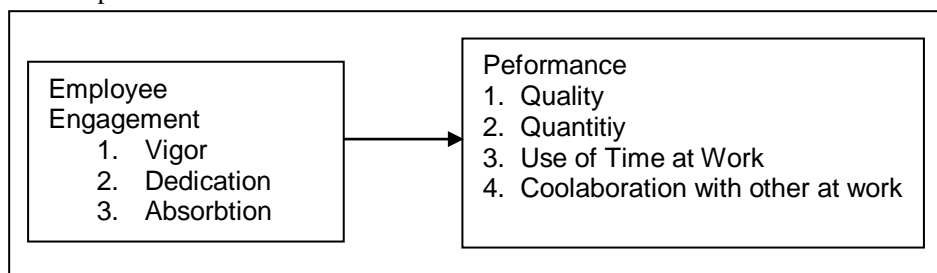 Employee
Engagement
1. Vigor
2. Dedication
3. Absorbtion
Peformance
1. Quality
2. Quantitiy
3. Use of Time at Work
4. Coolaboration with other at work